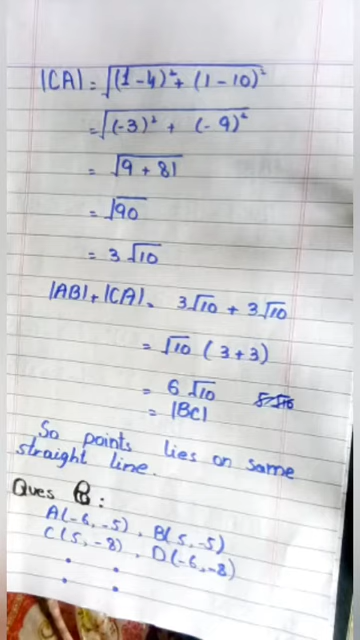 |CA| = √(1-4)² + (1-10)²
= √(-3)² + (-9)²
= √9 + 81
= √90
= 3√10
|AB| + |CA| = 3√10 + 3√10
= √10 (3+3)
= 6√10
= |BC|
So points lies on same
straight line.
Ques 8:
A(-6,-5), B(5,-5)
C(5,-8), D(-6,-8)